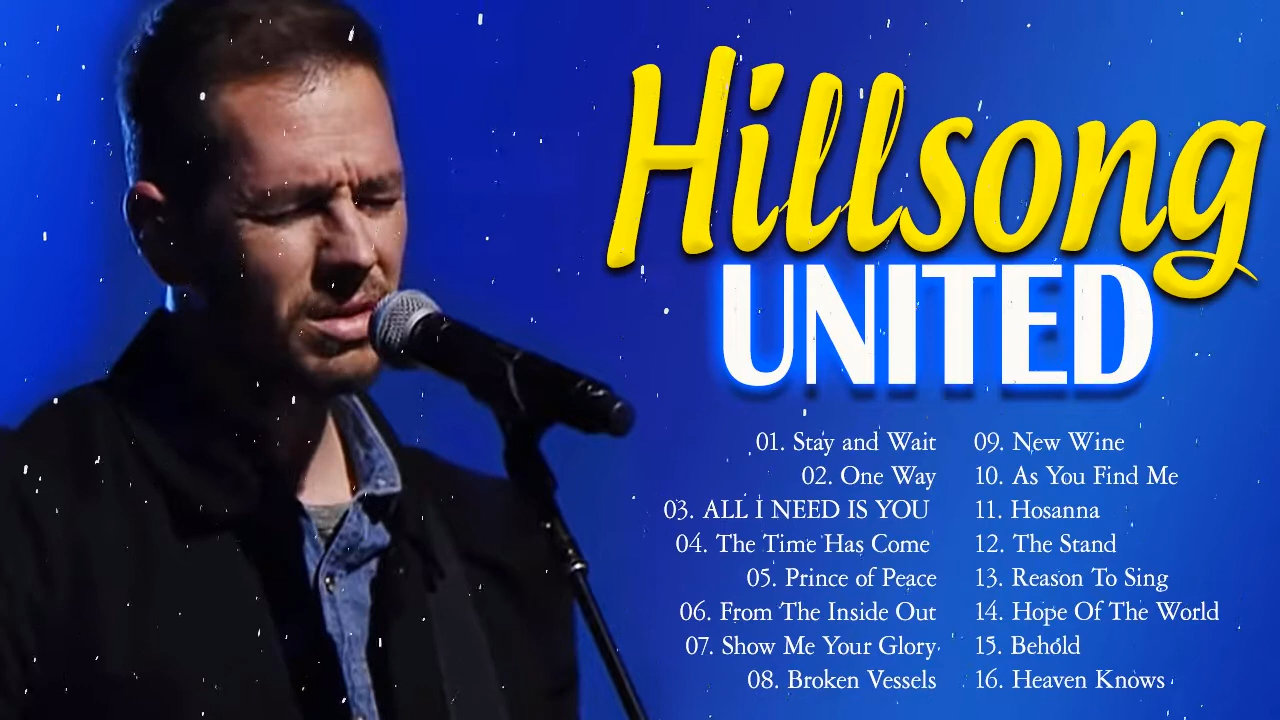 Hillsong
UNITED
01. Stay and Wait
02. One Way
03. ALL I NEED IS YOU
04. The Time Has Come
05. Prince of Peace
06. From The Inside Out
07. Show Me Your Glory
08. Broken Vessels
09. New Wine
10. As You Find Me
11. Hosanna
12. The Stand
13. Reason To Sing
14. Hope Of The World
15. Behold
16. Heaven Knows